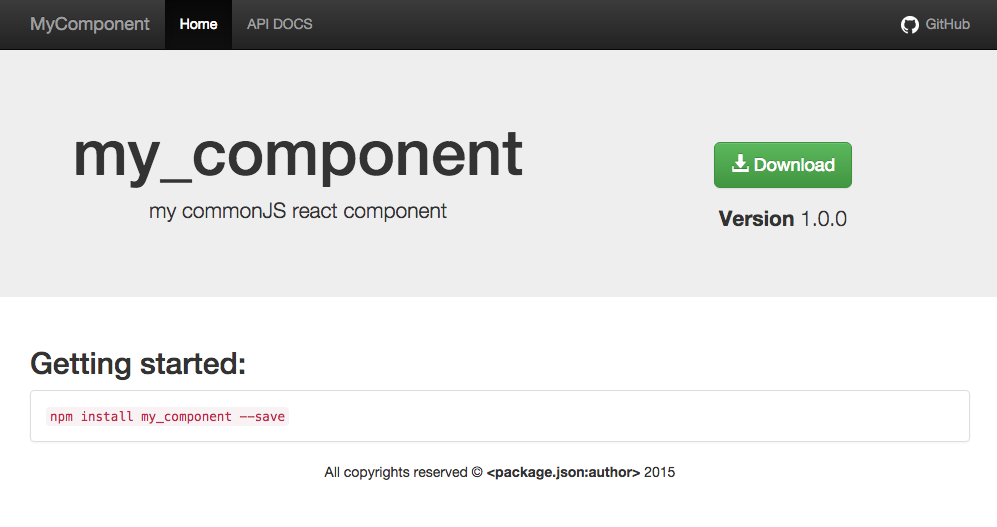 MyComponent Home API DOCS GitHub
my_component
my commonJS react component
Download
Version 1.0.0
Getting started:
npm install my_component --save
All copyrights reserved © <package.json:author> 2015